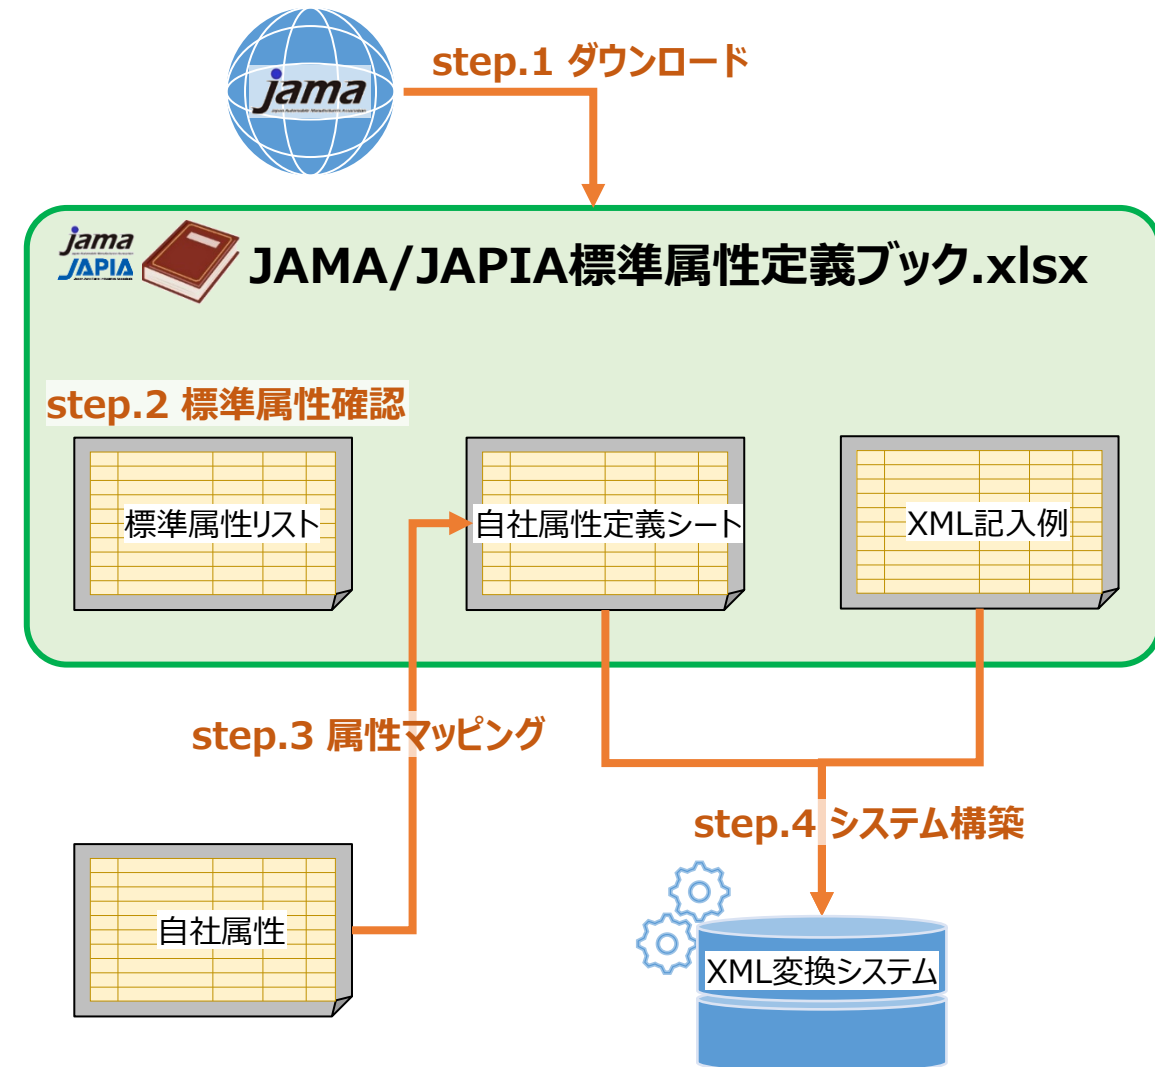 step.1 ダウンロード
jama
Japan Automobile Manufacturers Association
jama
JAPIA
JAMA/JAPIA標準属性定義ブック.xlsx
step.2 標準属性確認
標準属性リスト
自社属性定義シート
XML記入例
step.3 属性マッピング
step.4 システム構築
自社属性
XML変換システム